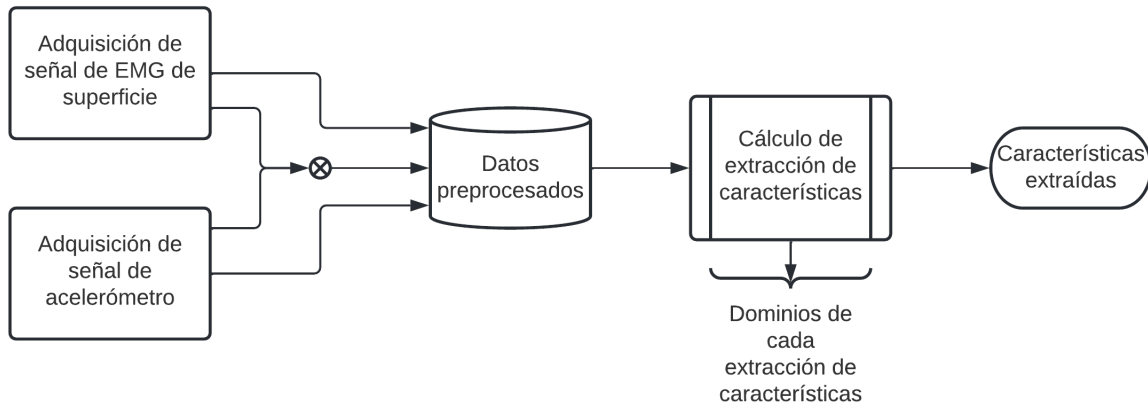 Adquisición de
señal de EMG de
superficie
Adquisición de
señal de
acelerómetro
Datos
preprocesados
Cálculo de
extracción de
características
Dominios de
cada
extracción de
características
Características
extraídas